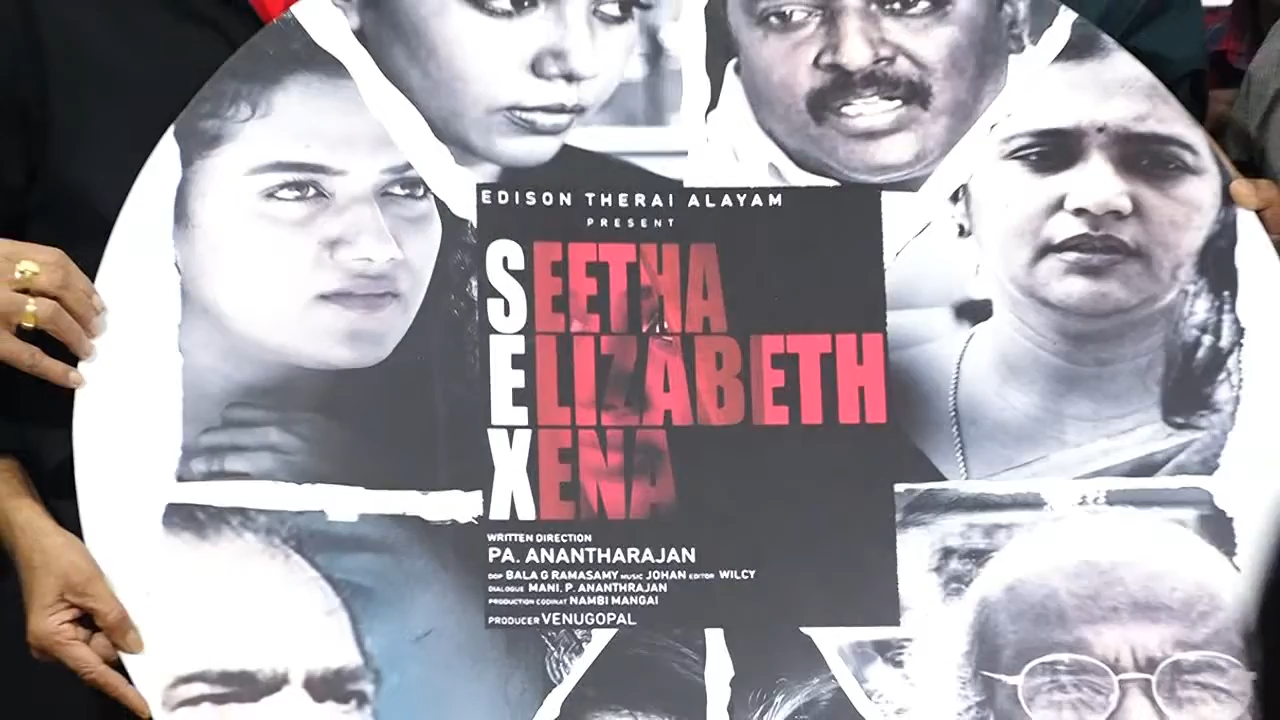 EDISON THERAI ALAYAM
PRESENT
SEETHA
ELIZABETH
XENA
WRITTEN DIRECTION
PA. ANANTHARAJAN
DOP BALA G RAMASAMY MUSIC JOHAN EDITOR WILCY
DIALOGUE MANI, P. ANANTHRAJAN
PRODUCTION CODINAT NAMBI MANGAI
PRODUCER VENUGOPAL